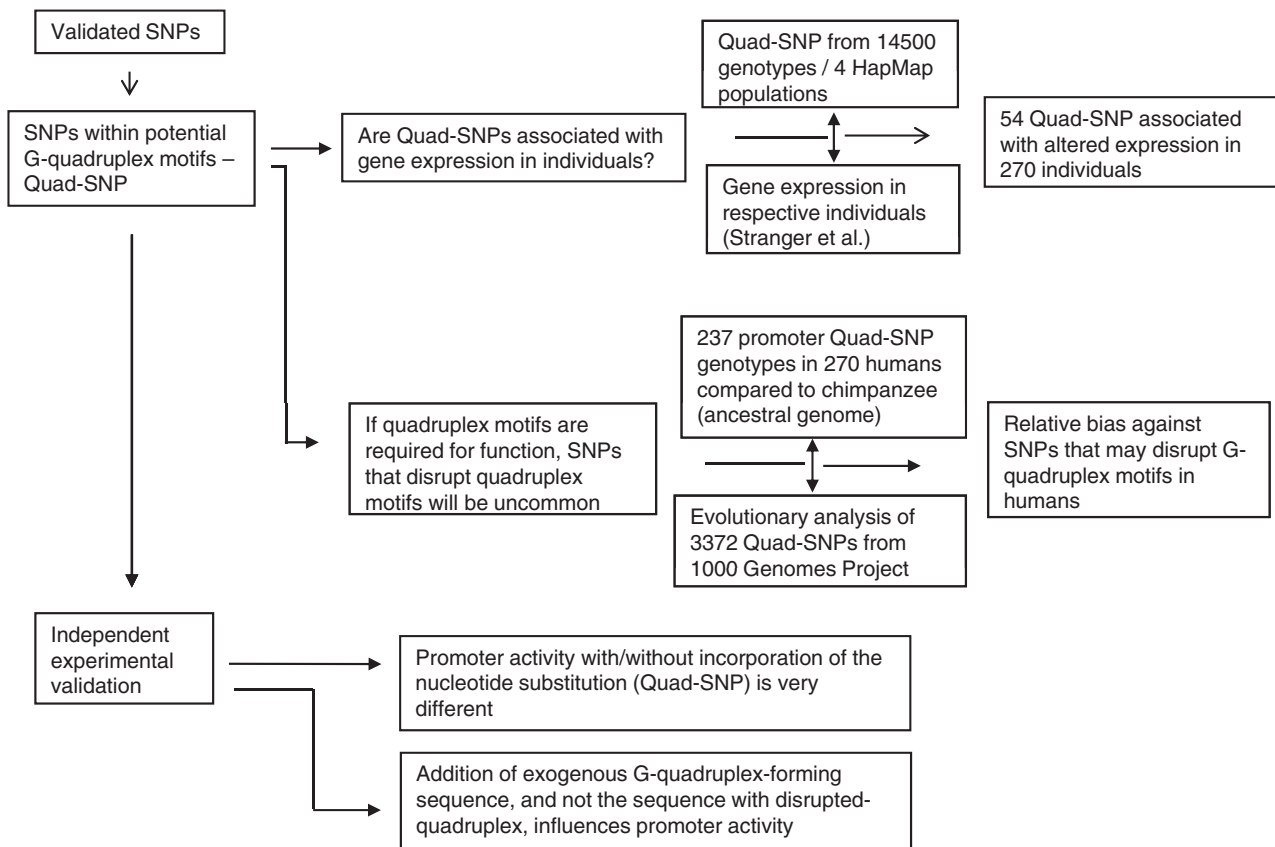 Validated SNPs
SNPs within potential
G-quadruplex motifs –
Quad-SNP
Are Quad-SNPs associated with
gene expression in individuals?
Quad-SNP from 14500
genotypes / 4 HapMap
populations
Gene expression in
respective individuals
(Stranger et al.)
54 Quad-SNP associated
with altered expression in
270 individuals
If quadruplex motifs are
required for function, SNPs
that disrupt quadruplex
motifs will be uncommon
237 promoter Quad-SNP
genotypes in 270 humans
compared to chimpanzee
(ancestral genome)
Evolutionary analysis of
3372 Quad-SNPs from
1000 Genomes Project
Relative bias against
SNPs that may disrupt G-
quadruplex motifs in
humans
Independent
experimental
validation
Promoter activity with/without incorporation of the
nucleotide substitution (Quad-SNP) is very
different
Addition of exogenous G-quadruplex-forming
sequence, and not the sequence with disrupted-
quadruplex, influences promoter activity